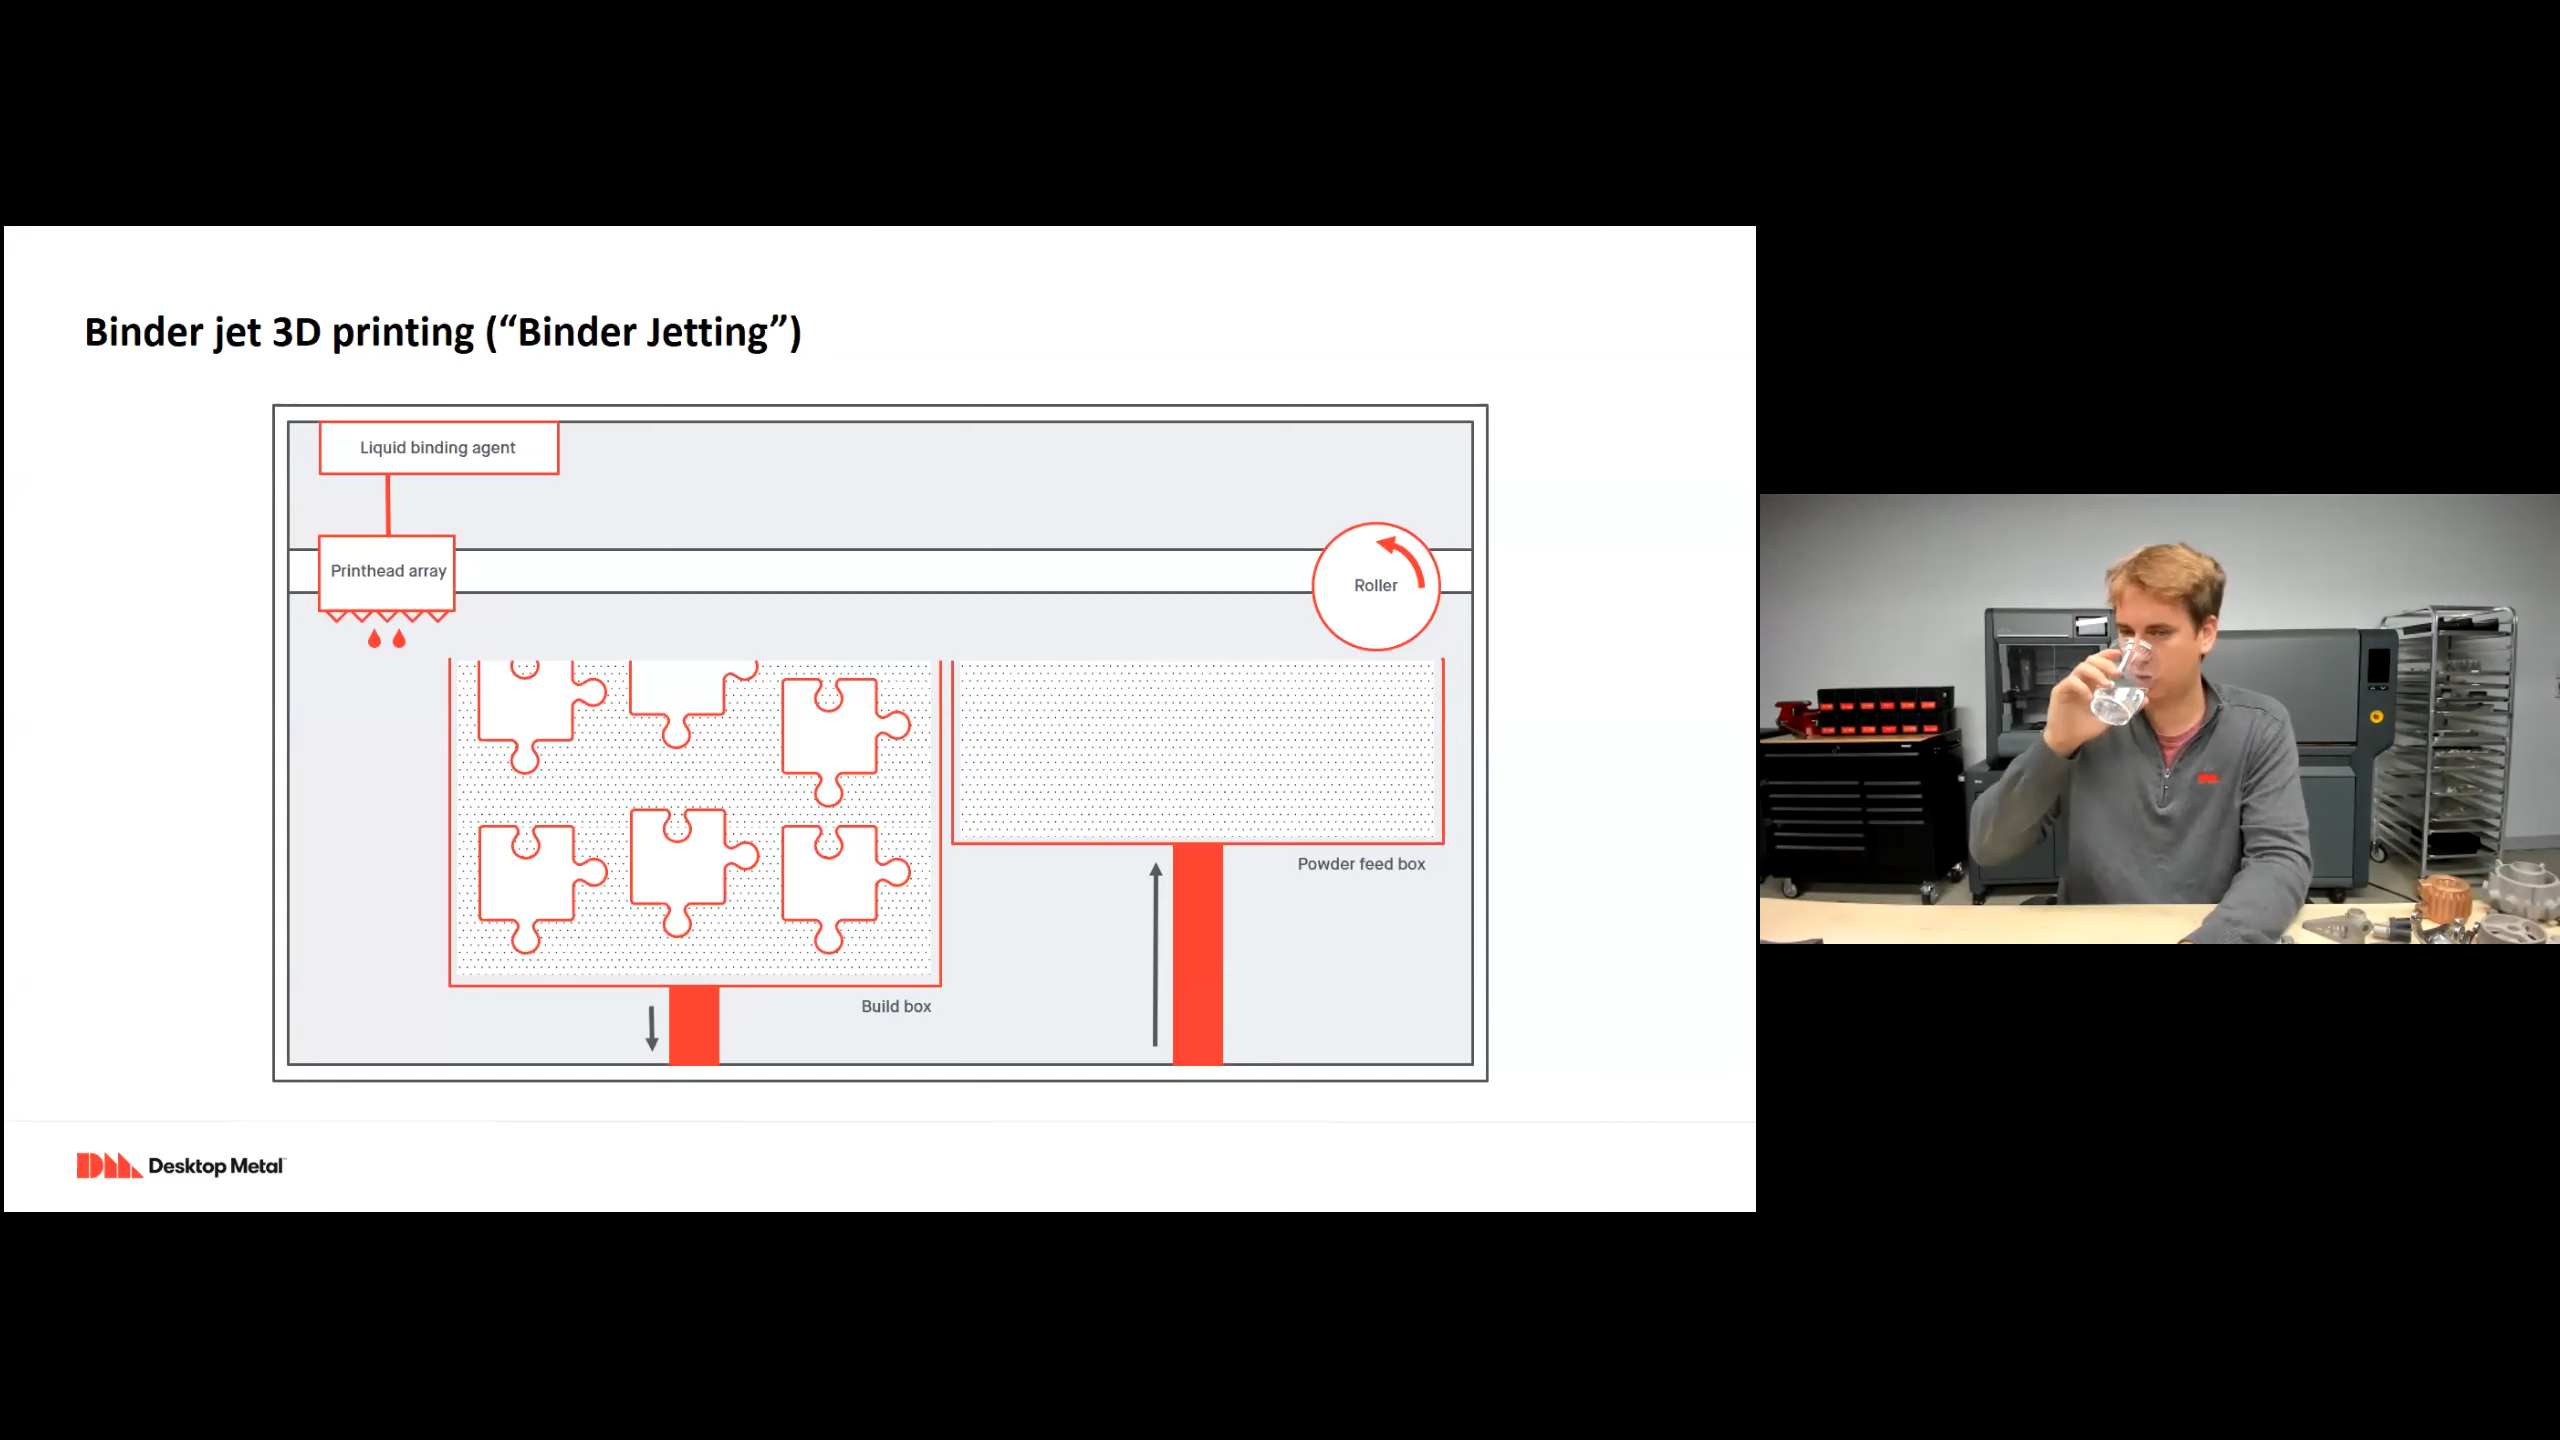 Binder jet 3D printing (“Binder Jetting”)
Liquid binding agent
Printhead array
Roller
Powder feed box
Build box
DM Desktop Metal